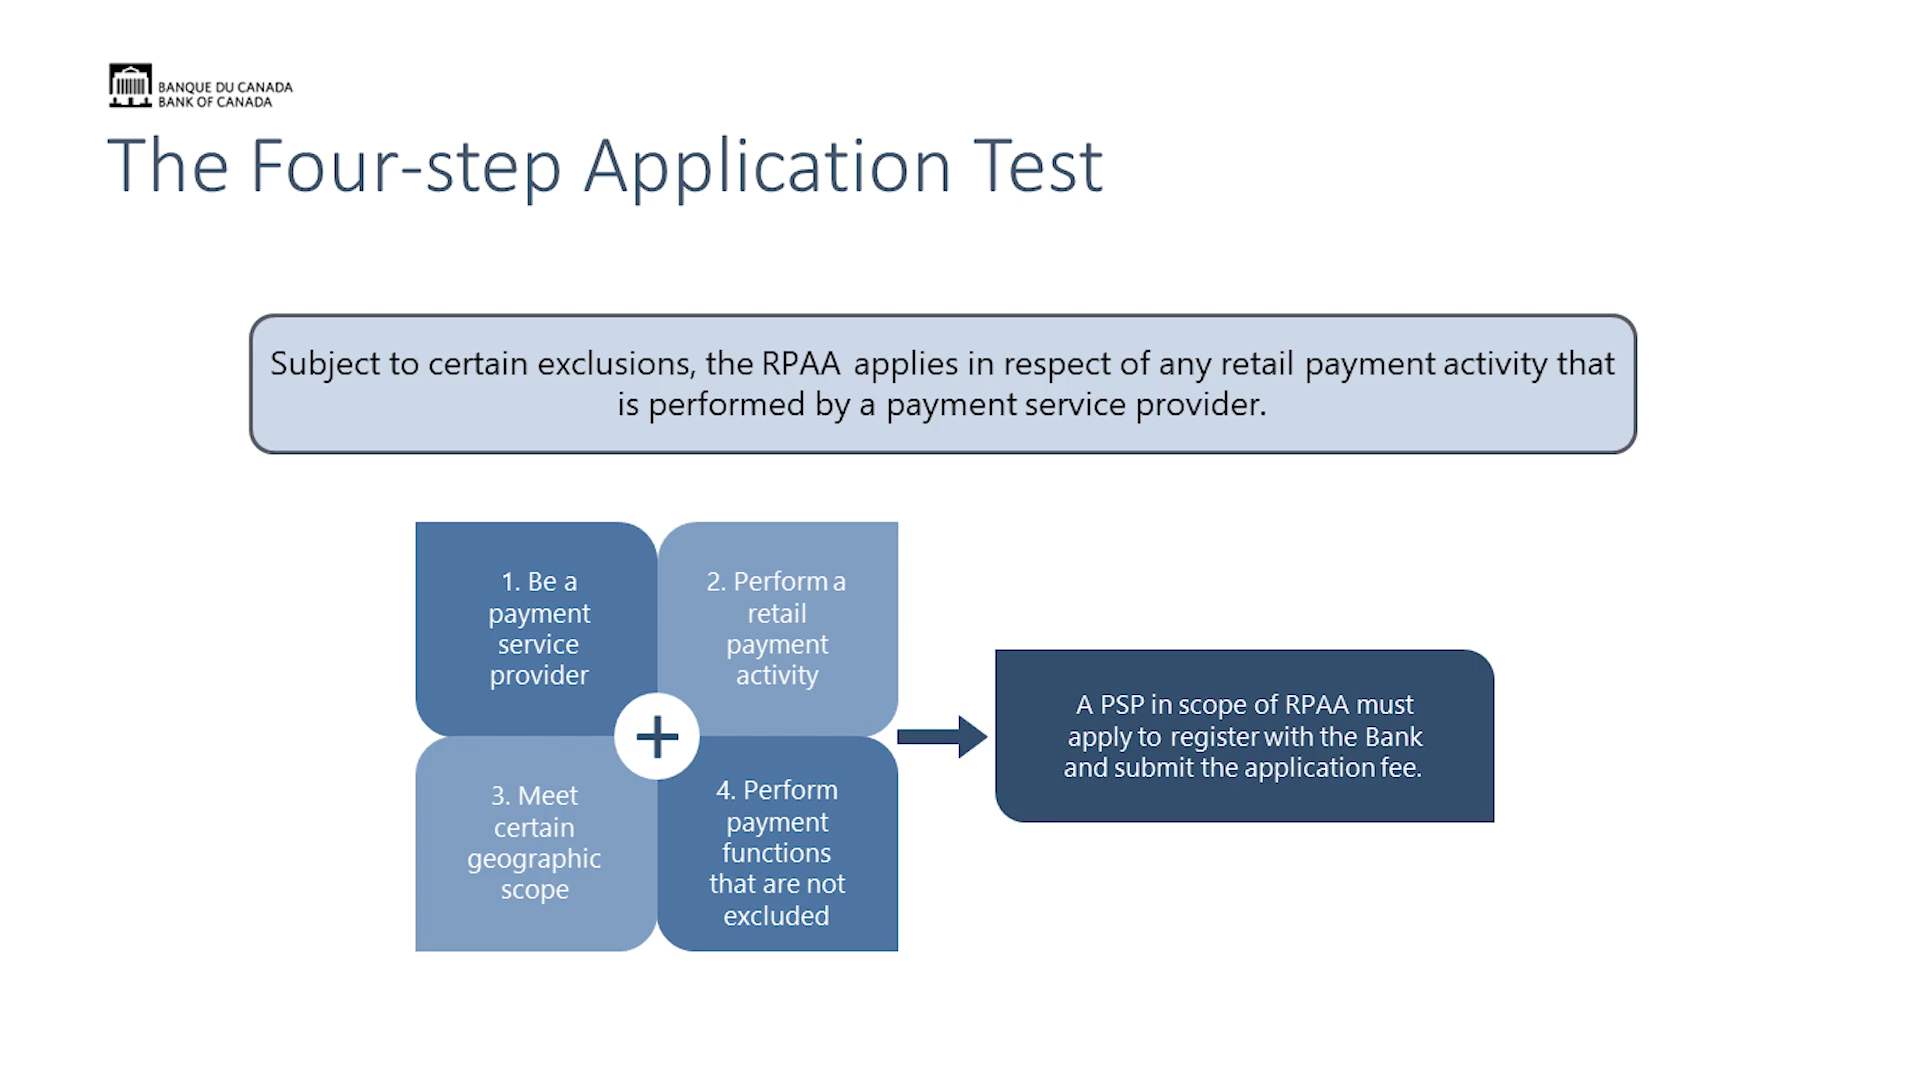 BANQUE DU CANADA
BANK OF CANADA
The Four-step Application Test
Subject to certain exclusions, the RPAA applies in respect of any retail payment activity that
is performed by a payment service provider.
1. Be a
payment
service
provider
2. Perform a
retail
payment
activity
3. Meet
certain
geographic
scope
4. Perform
payment
functions
that are not
excluded
A PSP in scope of RPAA must
apply to register with the Bank
and submit the application fee.